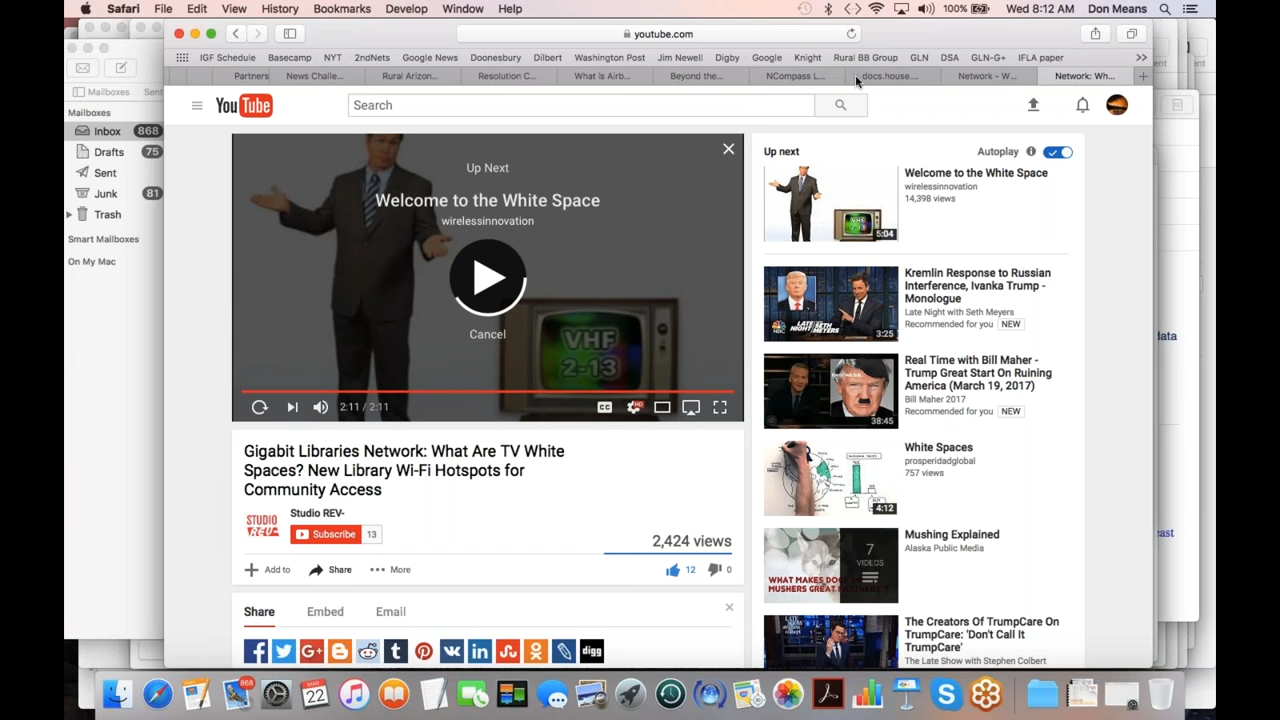 Safari File Edit View History Bookmarks Develop Window Help 100% Wed 8:12 AM Don Means
youtube.com
IGF Schedule Basecamp NYT 2ndNets Google News Doonesbury Dilbert Washington Post Jim Newell Digby Google Knight Rural BB Group GLN DSA GLN-G+ IFLA paper
Partners News Challe... Rural Arizon... Resolution C... What is Airb... Beyond the... NCompass L... docs.house.... Network - W... Network: Wh...
Mailboxes Sent
Mailboxes
Inbox 868
Drafts 75
Sent
Junk 81
Trash
Smart Mailboxes
On My Mac
YouTube
Search
Up Next
Welcome to the White Space
wirelessinnovation
Cancel
VHF
2-13
2:11 / 2:11
CC
HD
Gigabit Libraries Network: What Are TV White
Spaces? New Library Wi-Fi Hotspots for
Community Access
STUDIO
REV-
Studio REV-
Subscribe 13
2,424 views
Add to Share More 12 0
Share Embed Email
digg
Up next Autoplay
Welcome to the White Space
wirelessinnovation
14,398 views
5:04
Kremlin Response to Russian
Interference, Ivanka Trump -
Monologue
Late Night with Seth Meyers
Recommended for you NEW
3:25
Real Time with Bill Maher -
Trump Great Start On Ruining
America (March 19, 2017)
Bill Maher 2017
Recommended for you NEW
38:45
White Spaces
prosperidadglobal
757 views
4:12
Mushing Explained
Alaska Public Media
7
VIDEOS
The Creators Of TrumpCare On
TrumpCare: 'Don't Call It
TrumpCare'
The Late Show with Stephen Colbert
data
868
MAR
22